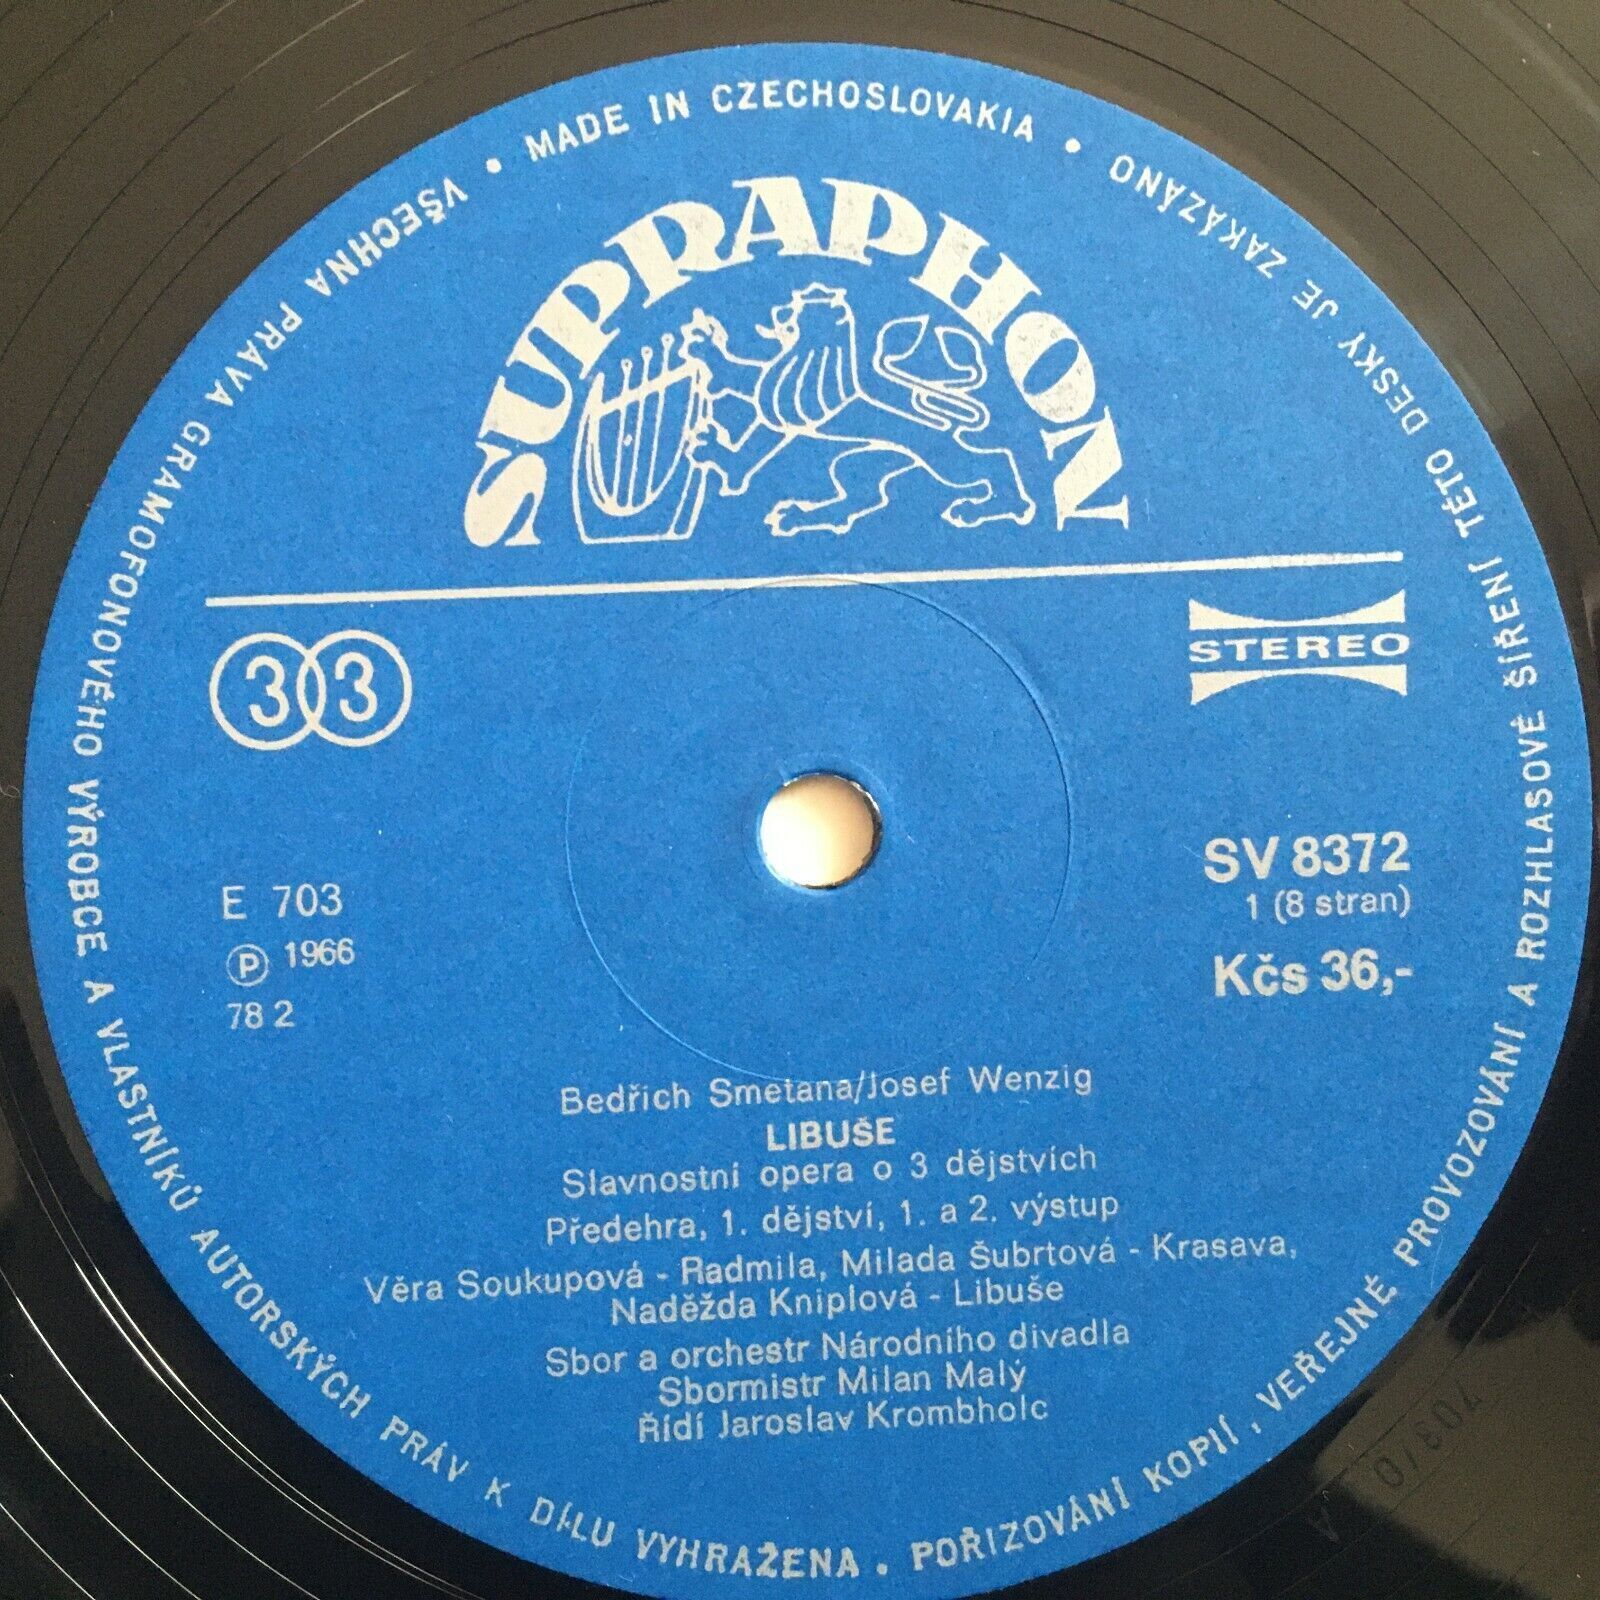 VŠECHNA PRÁVA GRAMOFONOVÉHO VÝROBCE A VLASTNÍKŮ AUTORSKÝCH PRÁV K DÍLU VYHRAŽENA . POŘIZOVÁNÍ KOPIÍ, VEŘEJNÉ PROVOZOVÁNÍ A ROZHLASOVÉ ŠÍŘENÍ TÉTO DESKY JE ZAKÁZÁNO
• MADE IN CZECHOSLOVAKIA •
SUPRAPHON
33
STEREO
SV 8372
1 (8 stran)
Kčs 36,-
E 703
Ⓟ 1966
78 2
Bedřich Smetana/Josef Wenzig
LIBUŠE
Slavnostní opera o 3 dějstvích
Předehra, 1. dějství, 1. a 2. výstup
Věra Soukupová - Radmila, Milada Šubrtová - Krasava,
Naděžda Kniplová - Libuše
Sbor a orchestr Národního divadla
Sbormistr Milan Malý
Řídí Jaroslav Krombholc